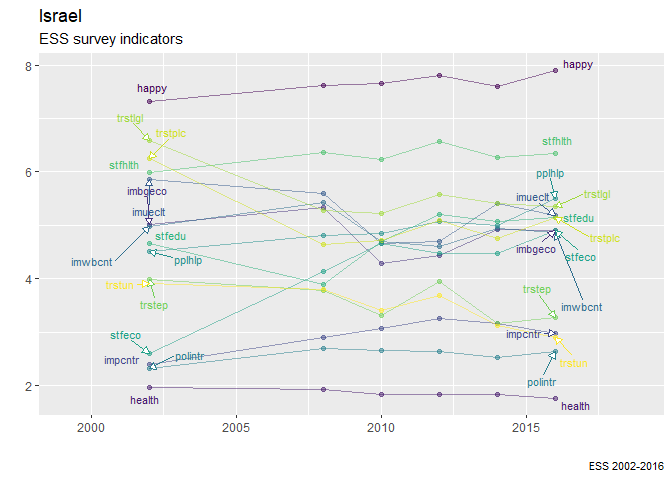 Israel
ESS survey indicators
8
6
4
2
happy
trstlgl
trstplc
stfhlth
imbgeco
imueclt
stfedu
imwbcnt
pplhlp
trstun
trstep
stfeco
impcntr
polintr
health
happy
stfhlth
pplhlp
imueclt
trstlgl
stfedu
trstplc
imbgeco
stfeco
trstep
imwbcnt
impcntr
trstun
polintr
health
2000
2005
2010
2015
ESS 2002-2016